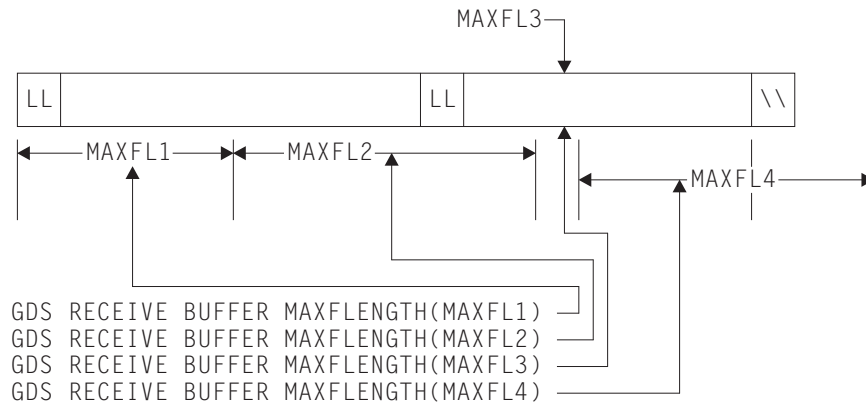 MAXFL3
LL LL \\
MAXFL1 MAXFL2
MAXFL4
GDS RECEIVE BUFFER MAXFLENGTH(MAXFL1)
GDS RECEIVE BUFFER MAXFLENGTH(MAXFL2)
GDS RECEIVE BUFFER MAXFLENGTH(MAXFL3)
GDS RECEIVE BUFFER MAXFLENGTH(MAXFL4)